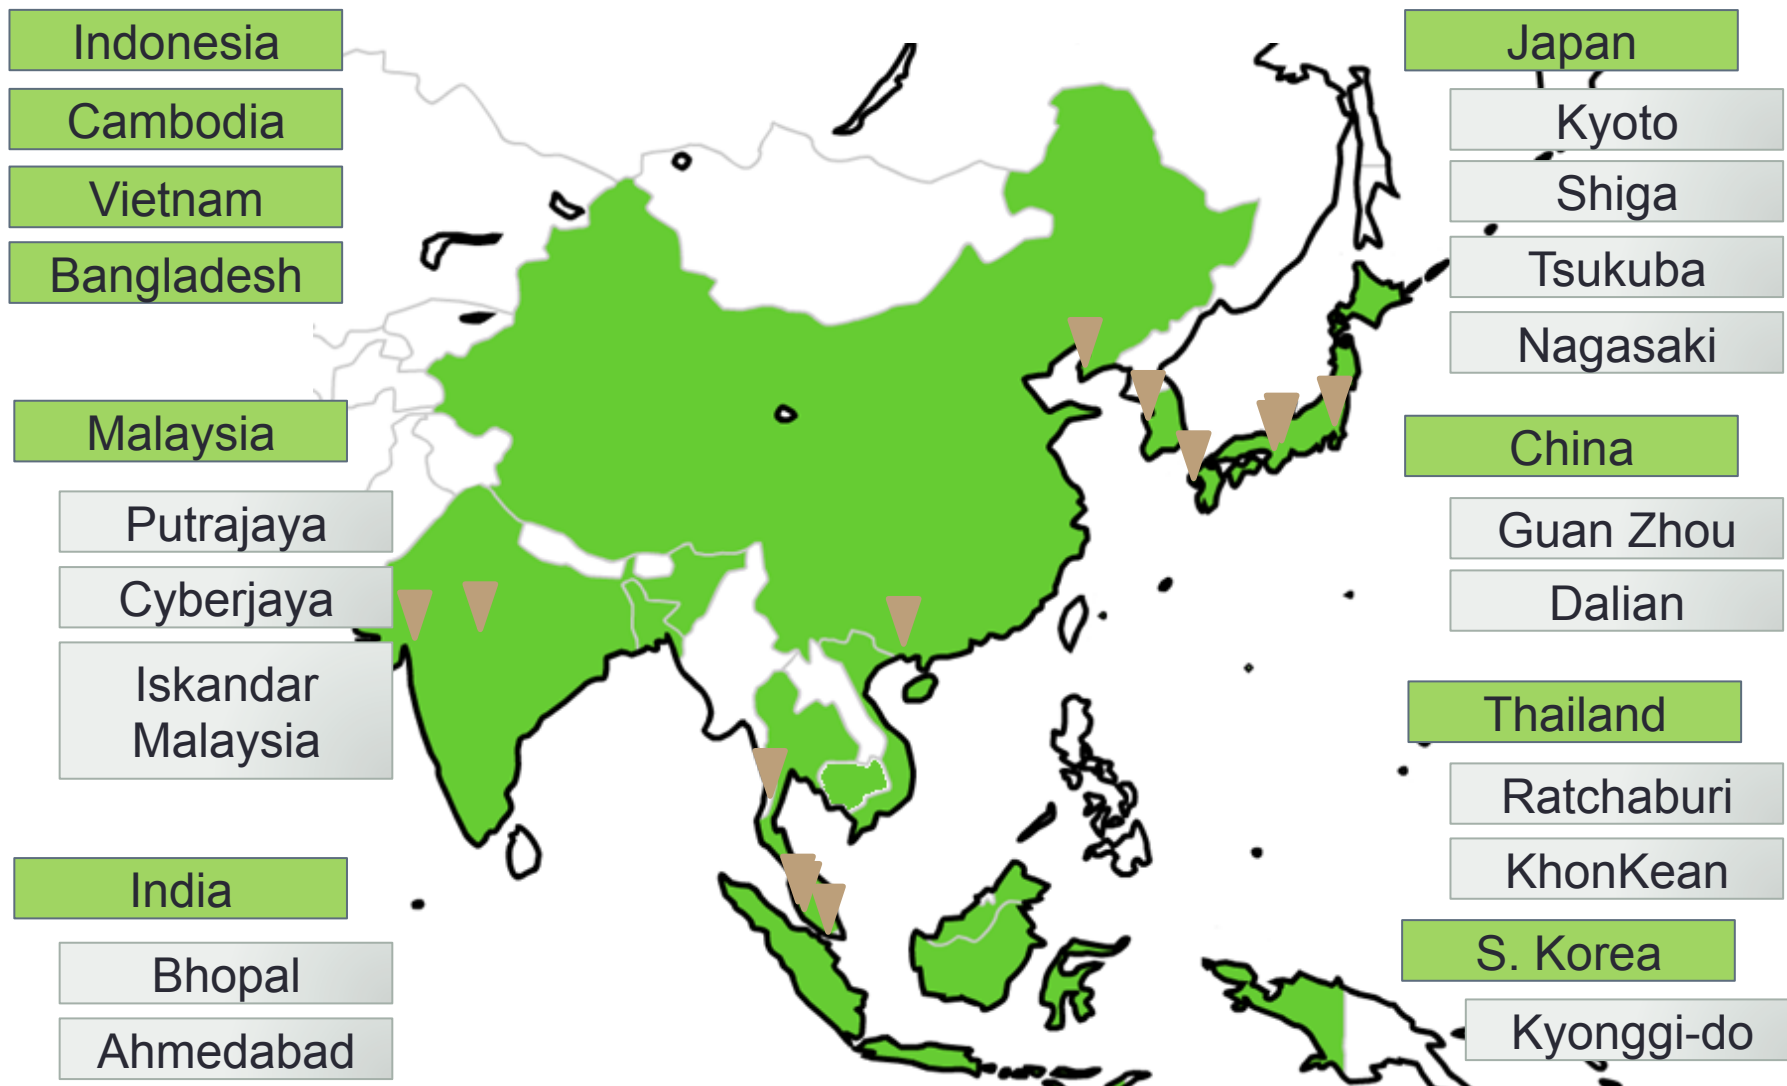 Indonesia
Cambodia
Vietnam
Bangladesh
Malaysia
Putrajaya
Cyberjaya
Iskandar
Malaysia
India
Bhopal
Ahmedabad
Japan
Kyoto
Shiga
Tsukuba
Nagasaki
China
Guan Zhou
Dalian
Thailand
Ratchaburi
KhonKean
S. Korea
Kyonggi-do